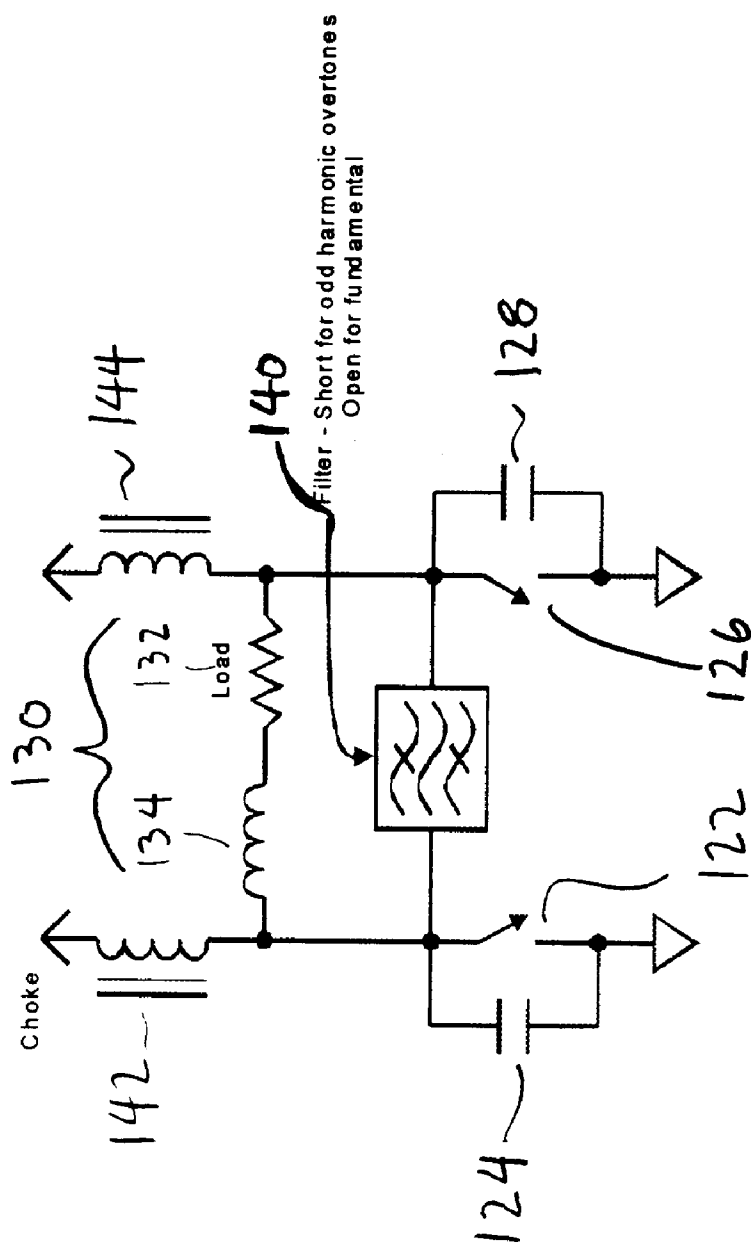 Choke
142
144
130
134
132
Load
140
Filter - Short for odd harmonic overtones
Open for fundamental
124
122
126
128